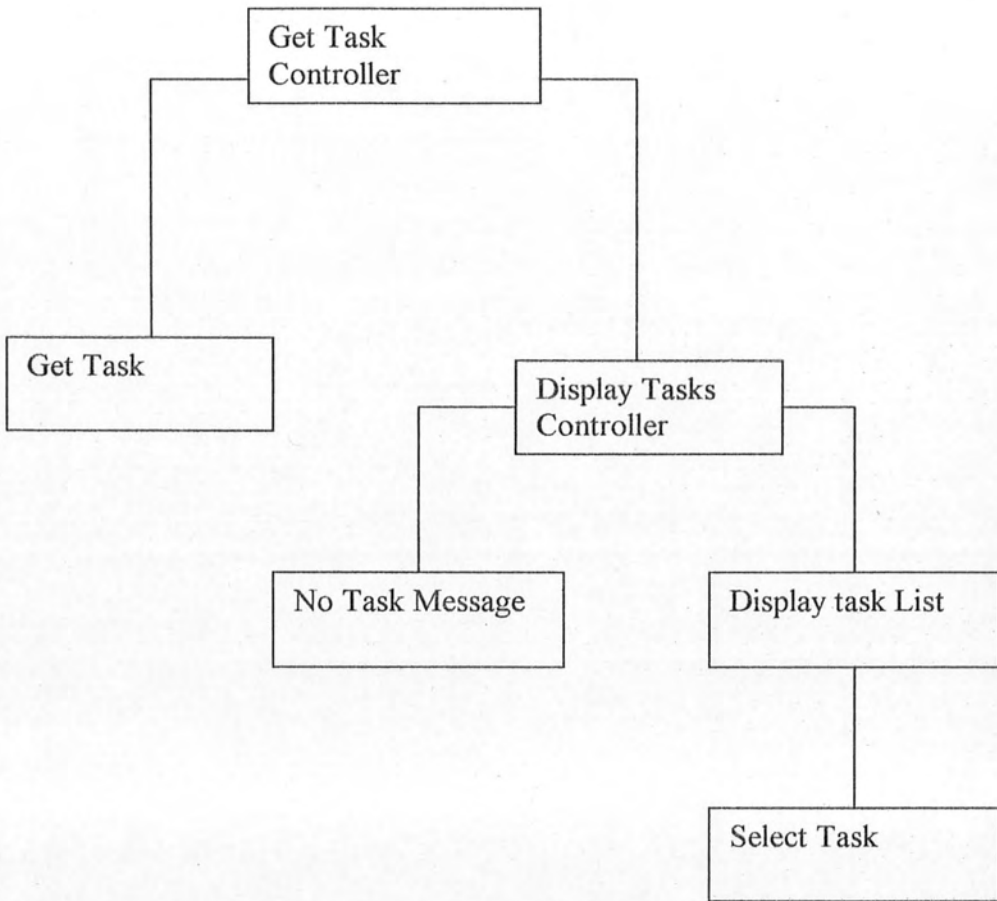 Get Task
Controller
Get Task
Display Tasks
Controller
No Task Message
Display task List
Select Task